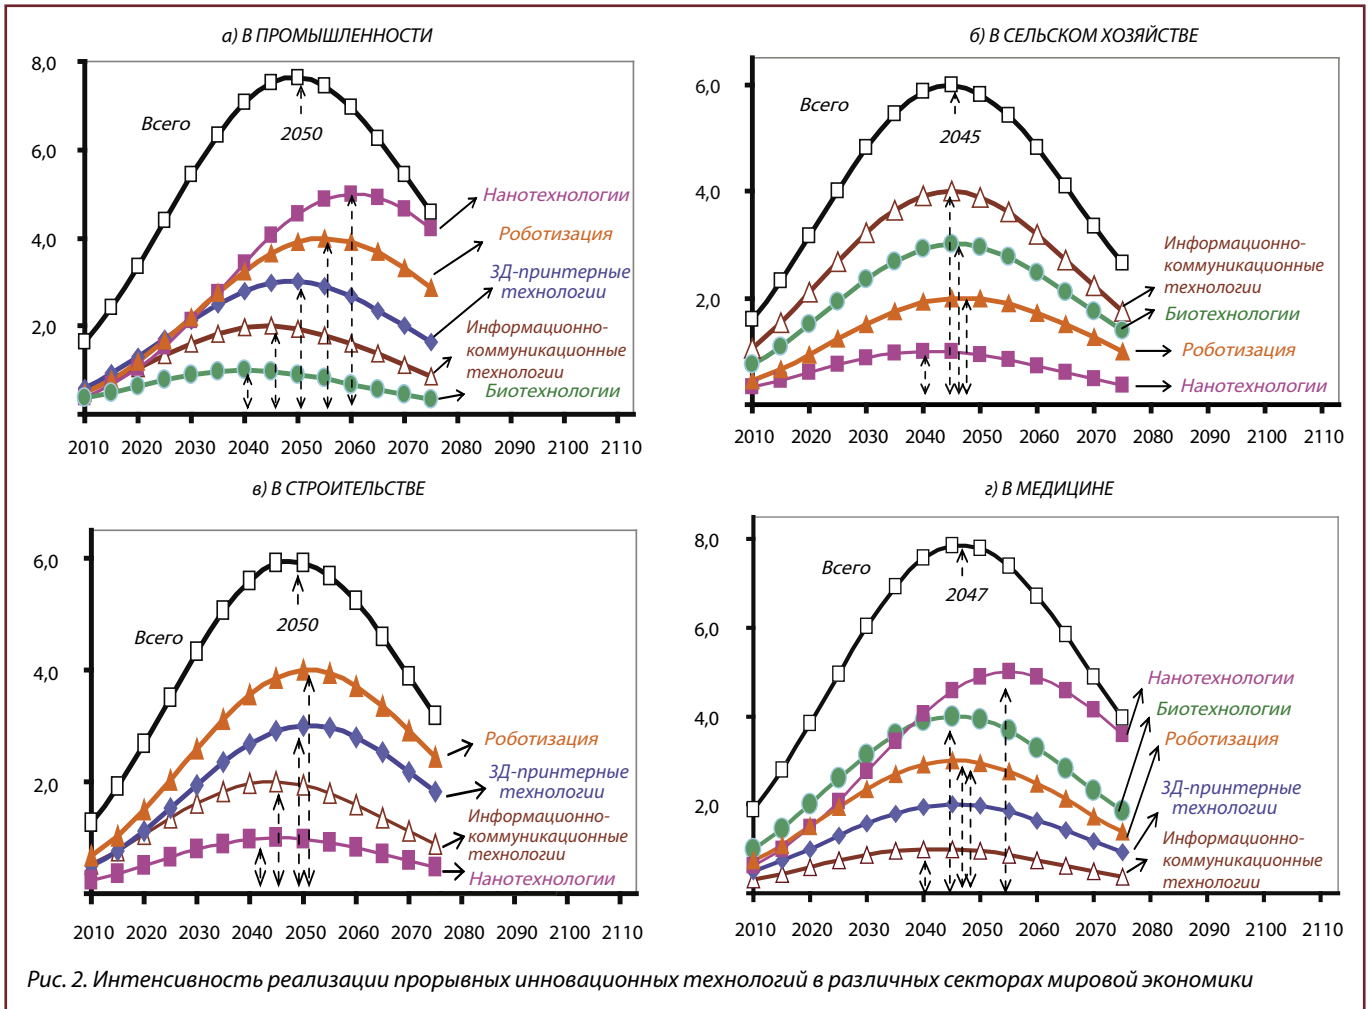 а) В ПРОМЫШЛЕННОСТИ
8,0
6,0
4,0
2,0
Всего
2050
Нанотехнологии
Роботизация
3Д-принтерные
технологии
Информационно-
коммуникационные
технологии
Биотехнологии
2010 2020 2030 2040 2050 2060 2070 2080 2090 2100 2110
б) В СЕЛЬСКОМ ХОЗЯЙСТВЕ
6,0
4,0
2,0
Всего
2045
Информационно-
коммуникационные
технологии
Биотехнологии
Роботизация
Нанотехнологии
2010 2020 2030 2040 2050 2060 2070 2080 2090 2100 2110
в) В СТРОИТЕЛЬСТВЕ
6,0
4,0
2,0
Всего
2050
Роботизация
3Д-принтерные
технологии
Информационно-
коммуникационные
технологии
Нанотехнологии
2010 2020 2030 2040 2050 2060 2070 2080 2090 2100 2110
г) В МЕДИЦИНЕ
8,0
6,0
4,0
2,0
Всего
2047
Нанотехнологии
Биотехнологии
Роботизация
3Д-принтерные
технологии
Информационно-
коммуникационные
технологии
2010 2020 2030 2040 2050 2060 2070 2080 2090 2100 2110
Рис. 2. Интенсивность реализации прорывных инновационных технологий в различных секторах мировой экономики